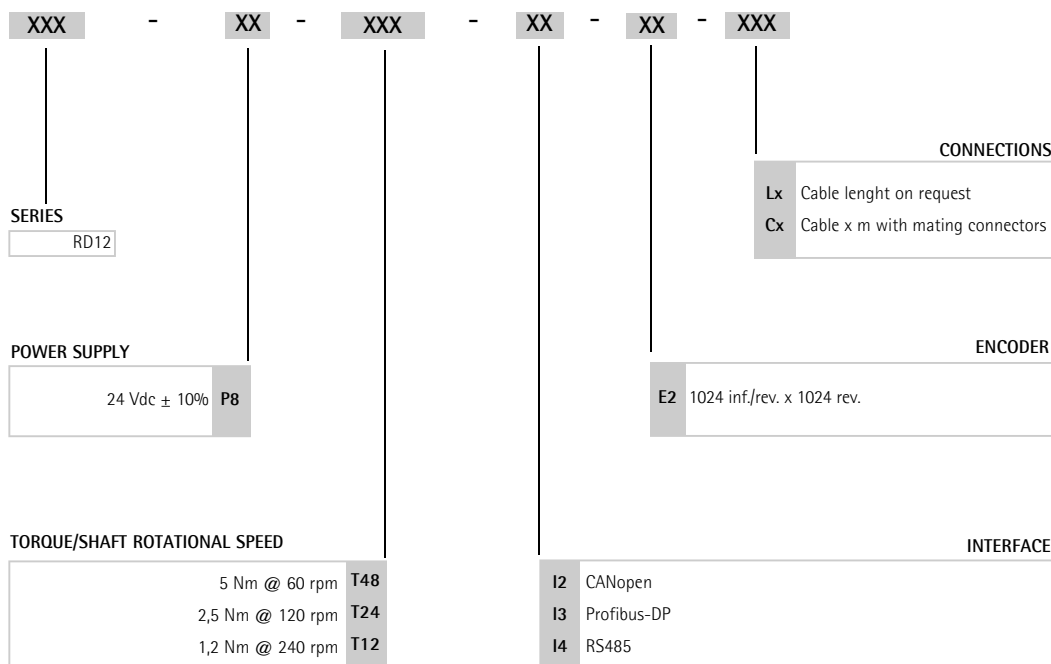 XXX - XX - XXX - XX - XX - XXX
CONNECTIONS
Lx Cable lenght on request
Cx Cable x m with mating connectors
SERIES
RD12
POWER SUPPLY
24 Vdc ± 10% P8
ENCODER
E2 1024 inf./rev. x 1024 rev.
TORQUE/SHAFT ROTATIONAL SPEED
5 Nm @ 60 rpm T48
2,5 Nm @ 120 rpm T24
1,2 Nm @ 240 rpm T12
INTERFACE
I2 CANopen
I3 Profibus-DP
I4 RS485